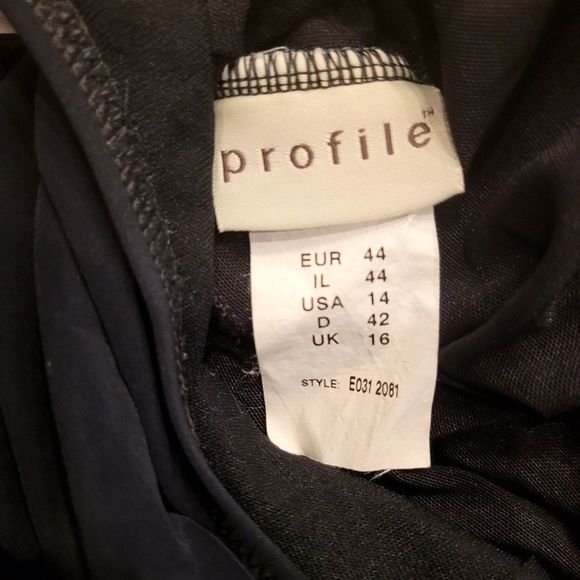 profile™
EUR 44
IL 44
USA 14
D 42
UK 16
STYLE: E031 2081